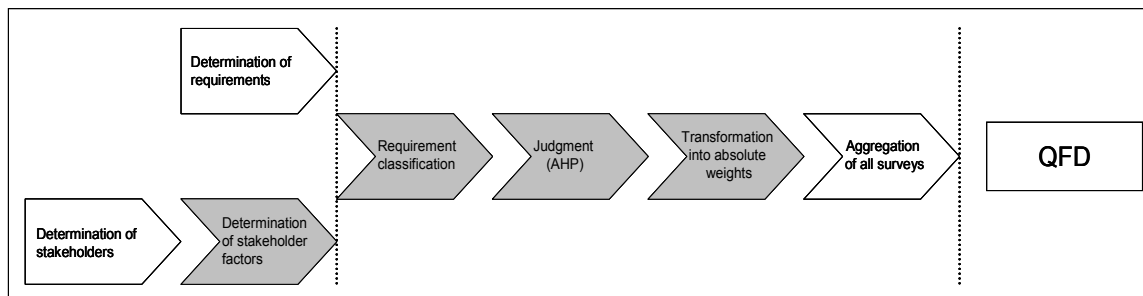 Determination of
requirements
Requirement
classification
Judgment
(AHP)
Transformation
into absolute
weights
Aggregation
of all surveys
QFD
Determination of
stakeholders
Determination
of stakeholder
factors